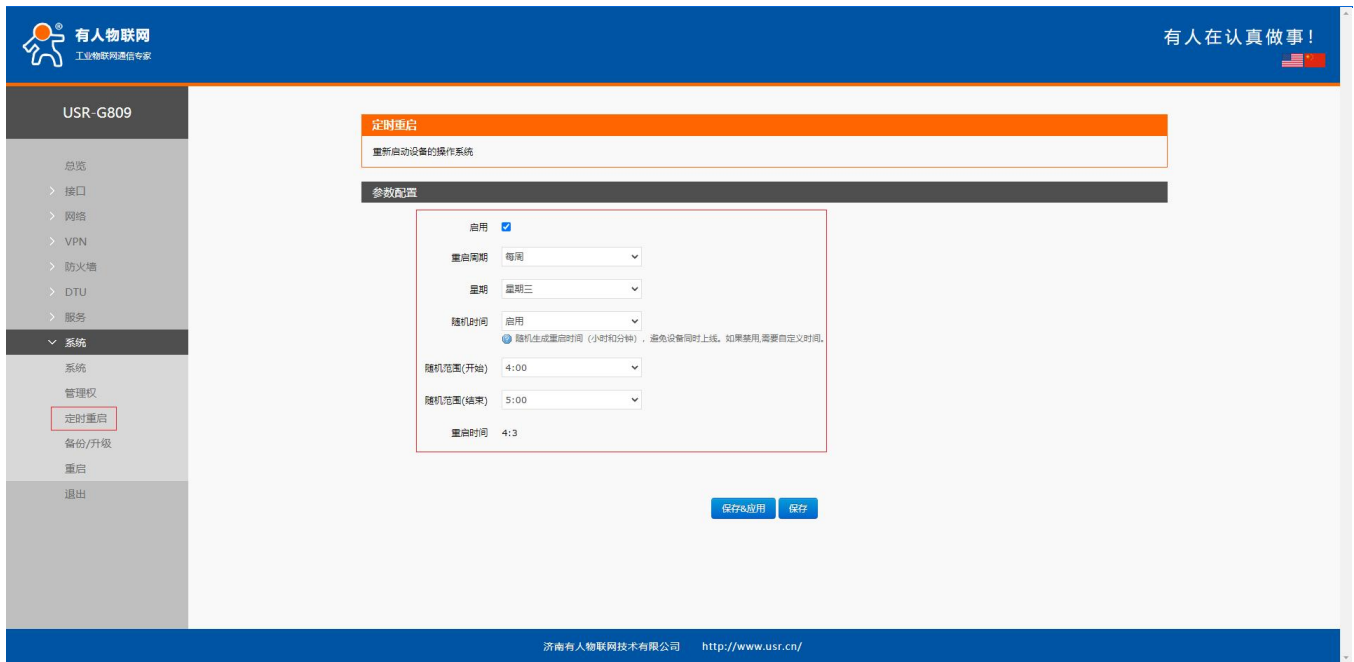 有人物联网
工业物联网通信专家
有人在认真做事！
USR-G809
总览
接口
网络
VPN
防火墙
DTU
服务
系统
系统
管理权
定时重启
备份/升级
重启
退出
定时重启
重新启动设备的操作系统
参数配置
启用
重启周期 每周
星期 星期三
随机时间 启用
随机生成重启时间（小时和分钟），避免设备同时上线。如果禁用,需要自定义时间。
随机范围(开始) 4:00
随机范围(结束) 5:00
重启时间 4:3
保存&应用 保存
济南有人物联网技术有限公司 http://www.usr.cn/